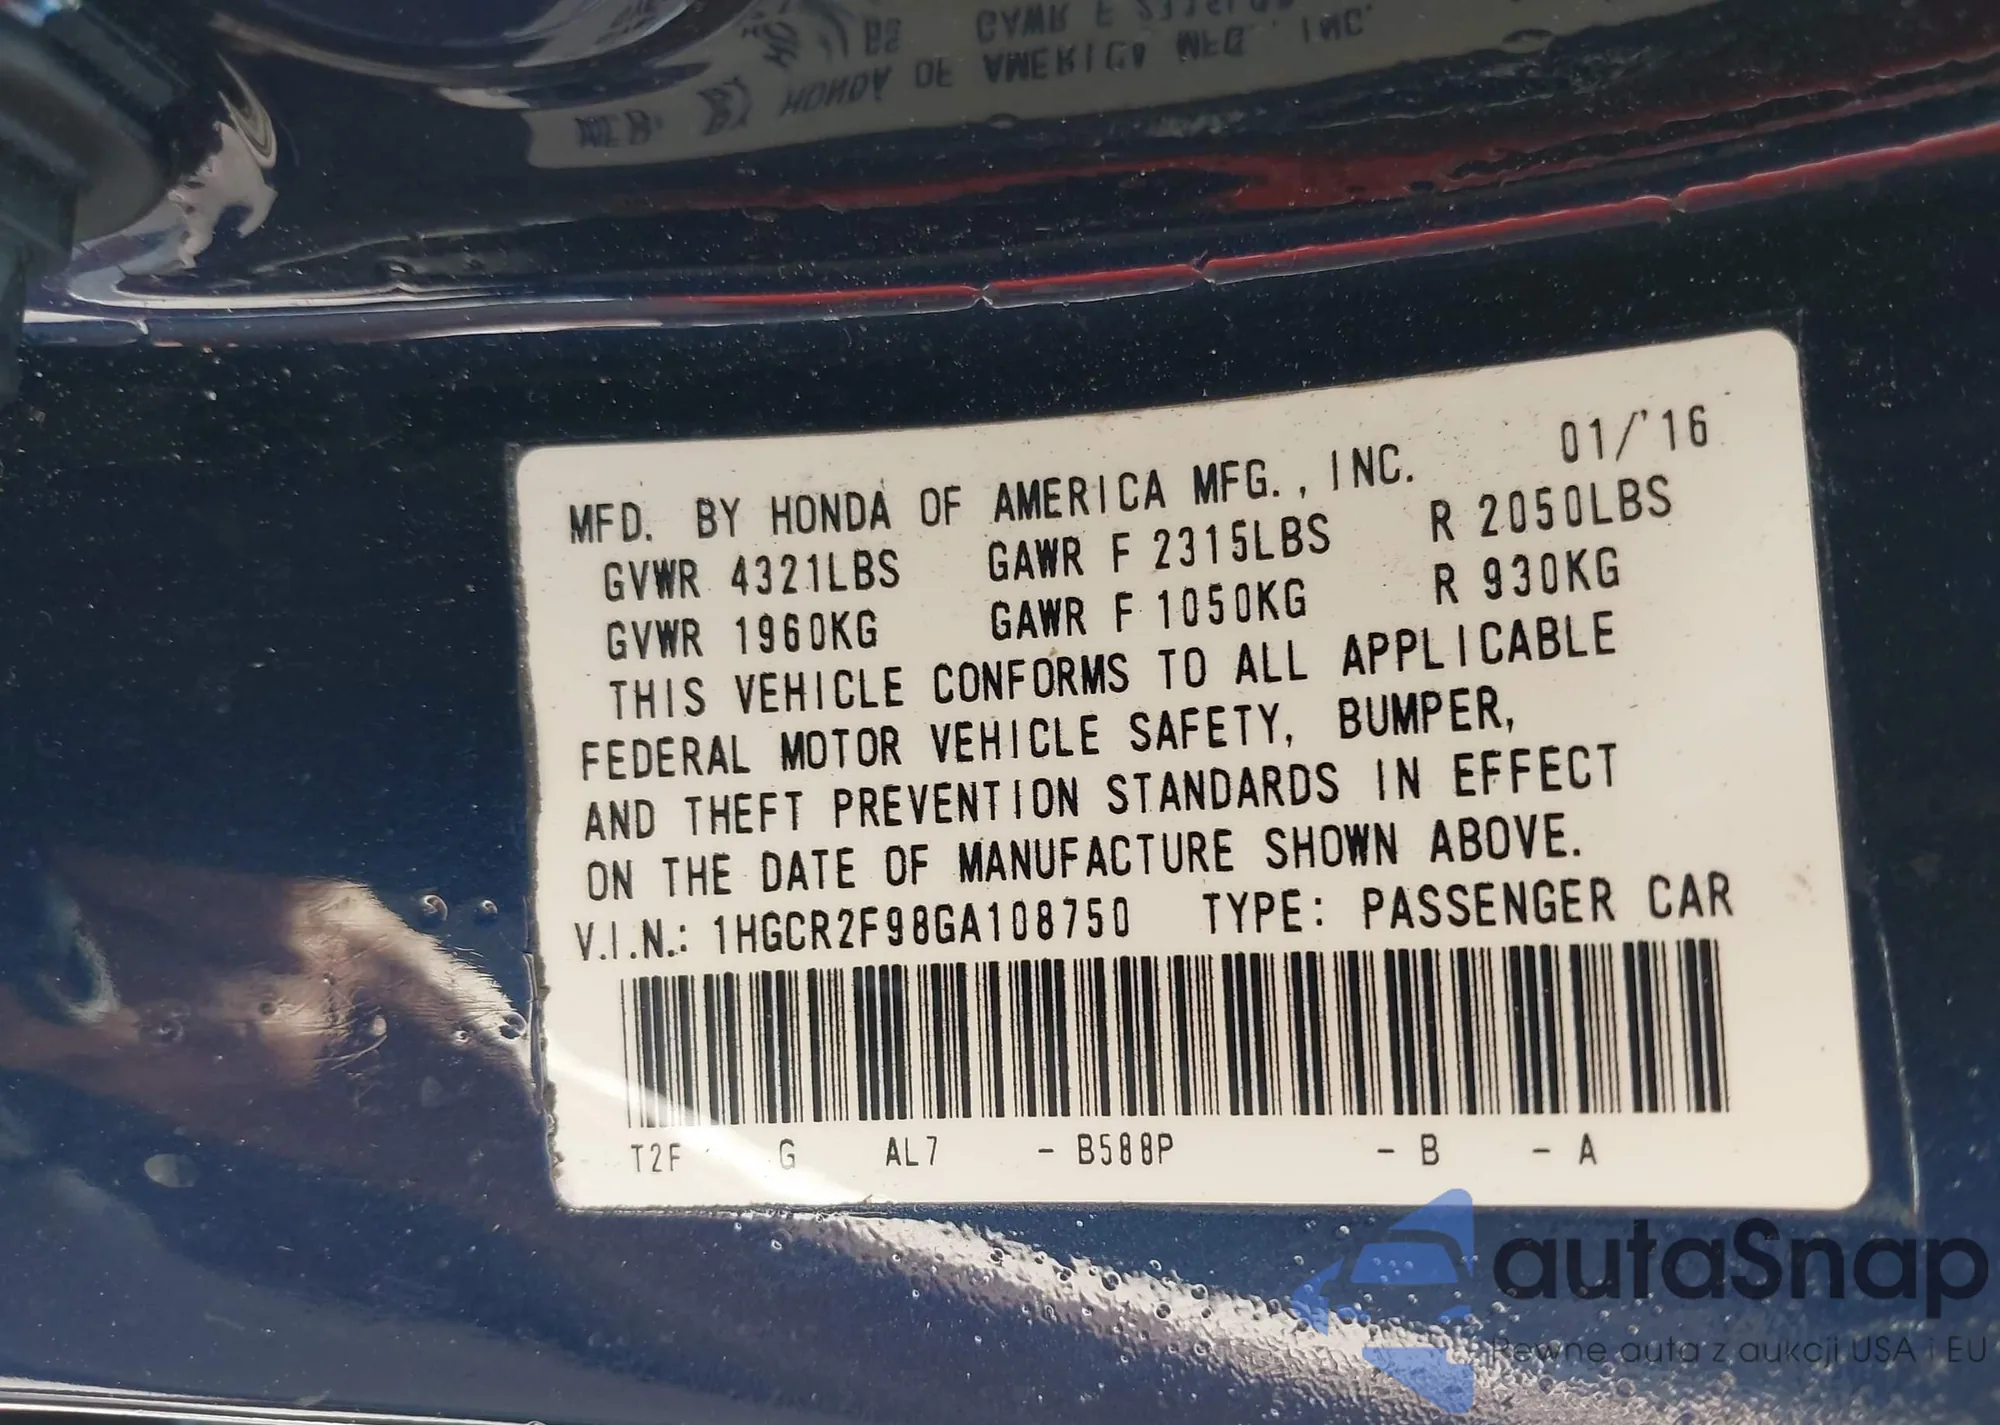 MFD. BY HONDA OF AMERICA MFG., INC. 01/'16
GVWR 4321LBS GAWR F 2315LBS R 2050LBS
GVWR 1960KG GAWR F 1050KG R 930KG
THIS VEHICLE CONFORMS TO ALL APPLICABLE
FEDERAL MOTOR VEHICLE SAFETY, BUMPER,
AND THEFT PREVENTION STANDARDS IN EFFECT
ON THE DATE OF MANUFACTURE SHOWN ABOVE.
V.I.N.: 1HGCR2F98GA108750 TYPE: PASSENGER CAR
T2F G AL7 - B588P - B - A
autaSnap
Pewne auta z aukcji USA i EU